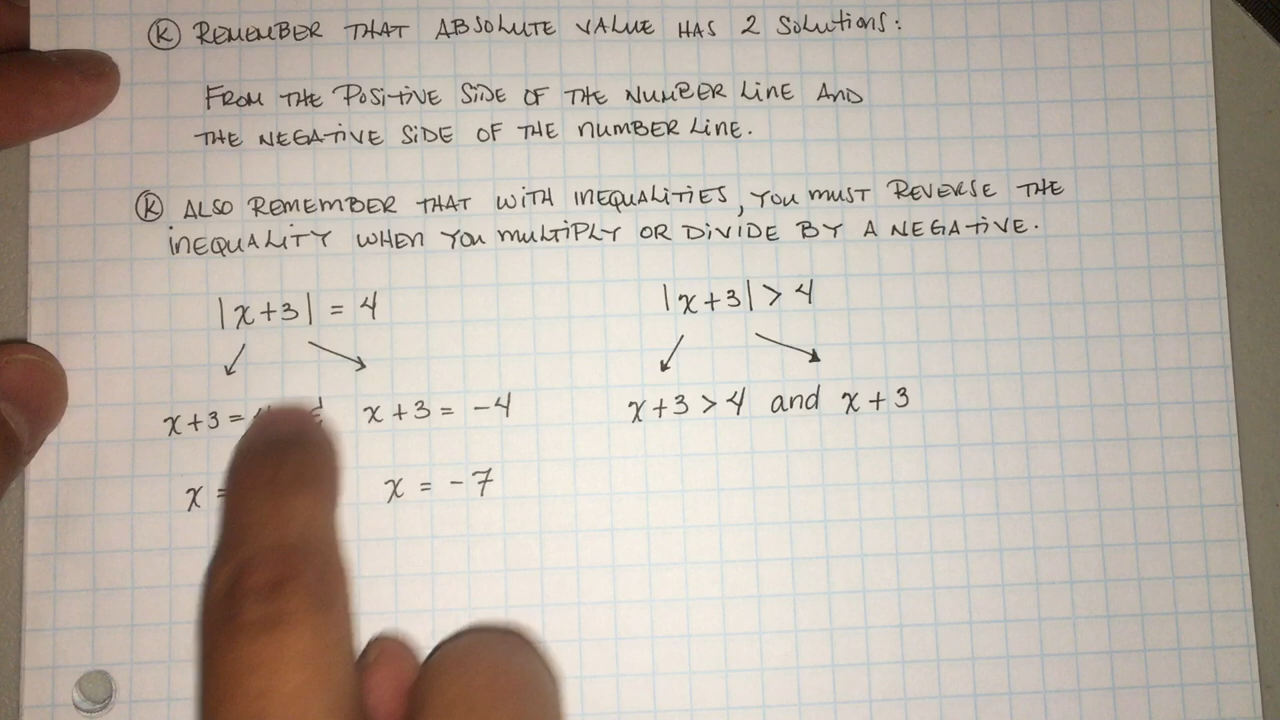 Ⓚ REMEMBER THAT ABSOLUTE VALUE HAS 2 SOLUTIONS:
FROM THE POSITIVE SIDE OF THE NUMBER LINE AND
THE NEGATIVE SIDE OF THE NUMBER LINE.
Ⓚ ALSO REMEMBER THAT WITH INEQUALITIES, YOU MUST REVERSE THE
INEQUALITY WHEN YOU MULTIPLY OR DIVIDE BY A NEGATIVE.
|x+3| = 4
x+3 =
x+3 = -4
x =
x = -7
|x+3| > 4
x+3 > 4 and x+3